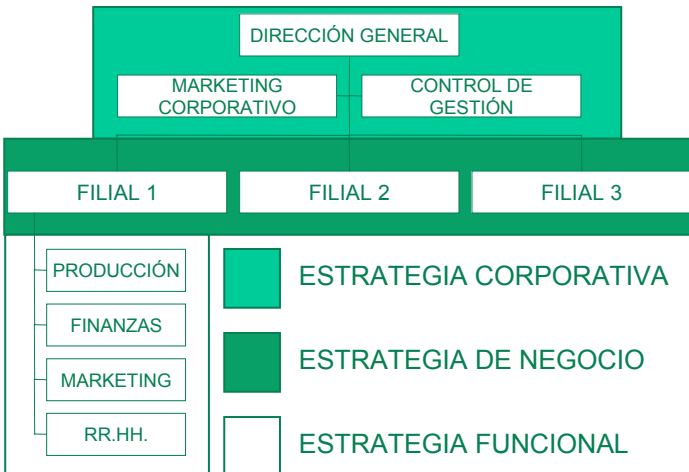 DIRECCIÓN GENERAL
MARKETING
CORPORATIVO
CONTROL DE
GESTIÓN
FILIAL 1
FILIAL 2
FILIAL 3
PRODUCCIÓN
FINANZAS
MARKETING
RR.HH.
ESTRATEGIA CORPORATIVA
ESTRATEGIA DE NEGOCIO
ESTRATEGIA FUNCIONAL